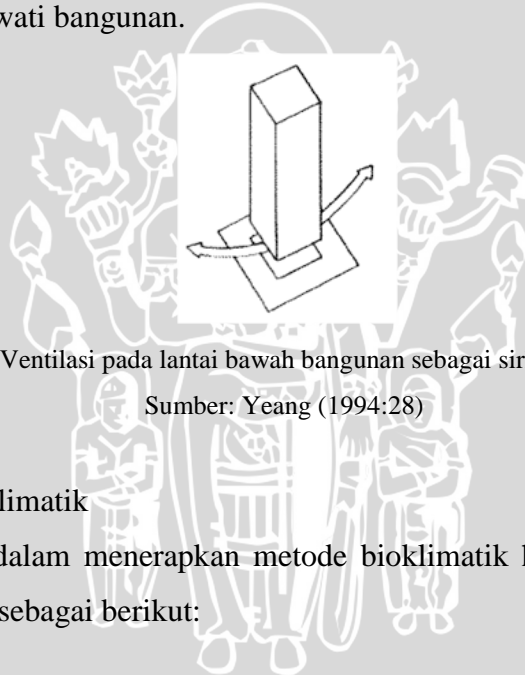 wati bangunan.
Ventilasi pada lantai bawah bangunan sebagai sir
Sumber: Yeang (1994:28)
limatik
dalam menerapkan metode bioklimatik
sebagai berikut: